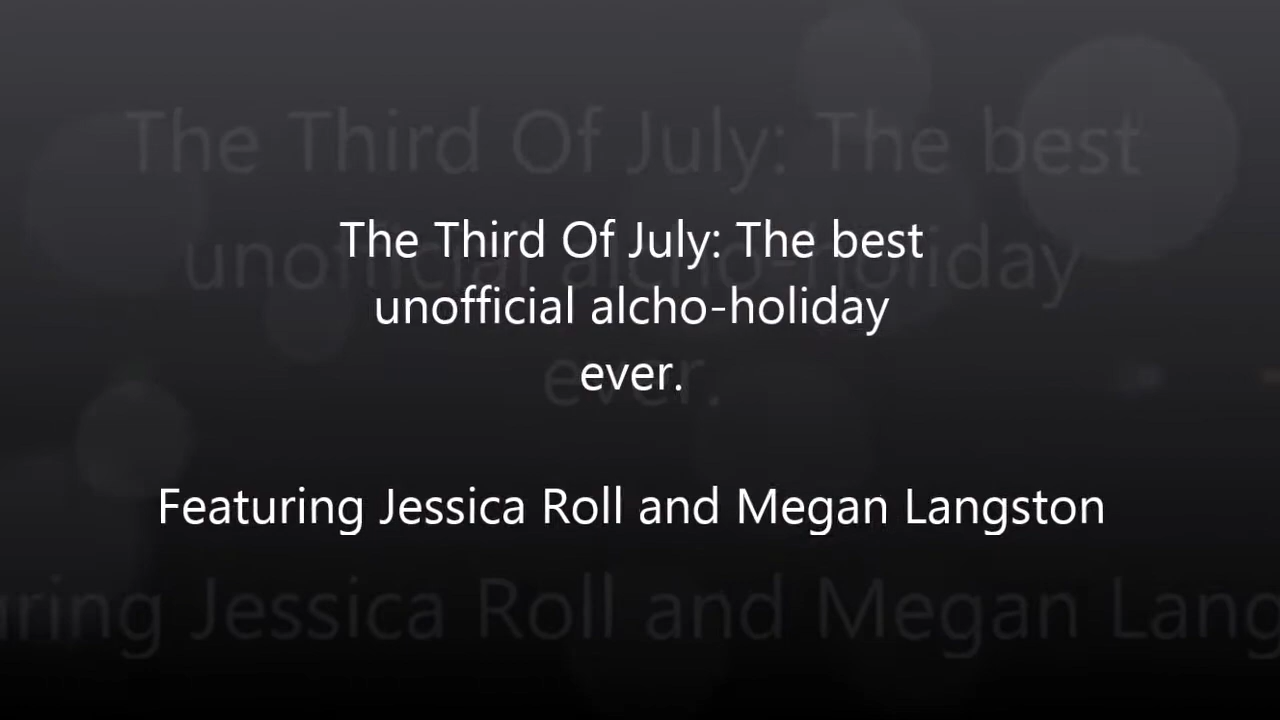 The Third Of July: The best
unofficial alcho-holiday
ever.
Featuring Jessica Roll and Megan Langston